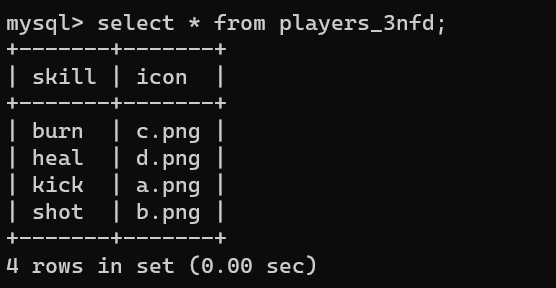 mysql> select * from players_3nfd;
+-------+-------+
| skill | icon  |
+-------+-------+
| burn  | c.png |
| heal  | d.png |
| kick  | a.png |
| shot  | b.png |
+-------+-------+
4 rows in set (0.00 sec)